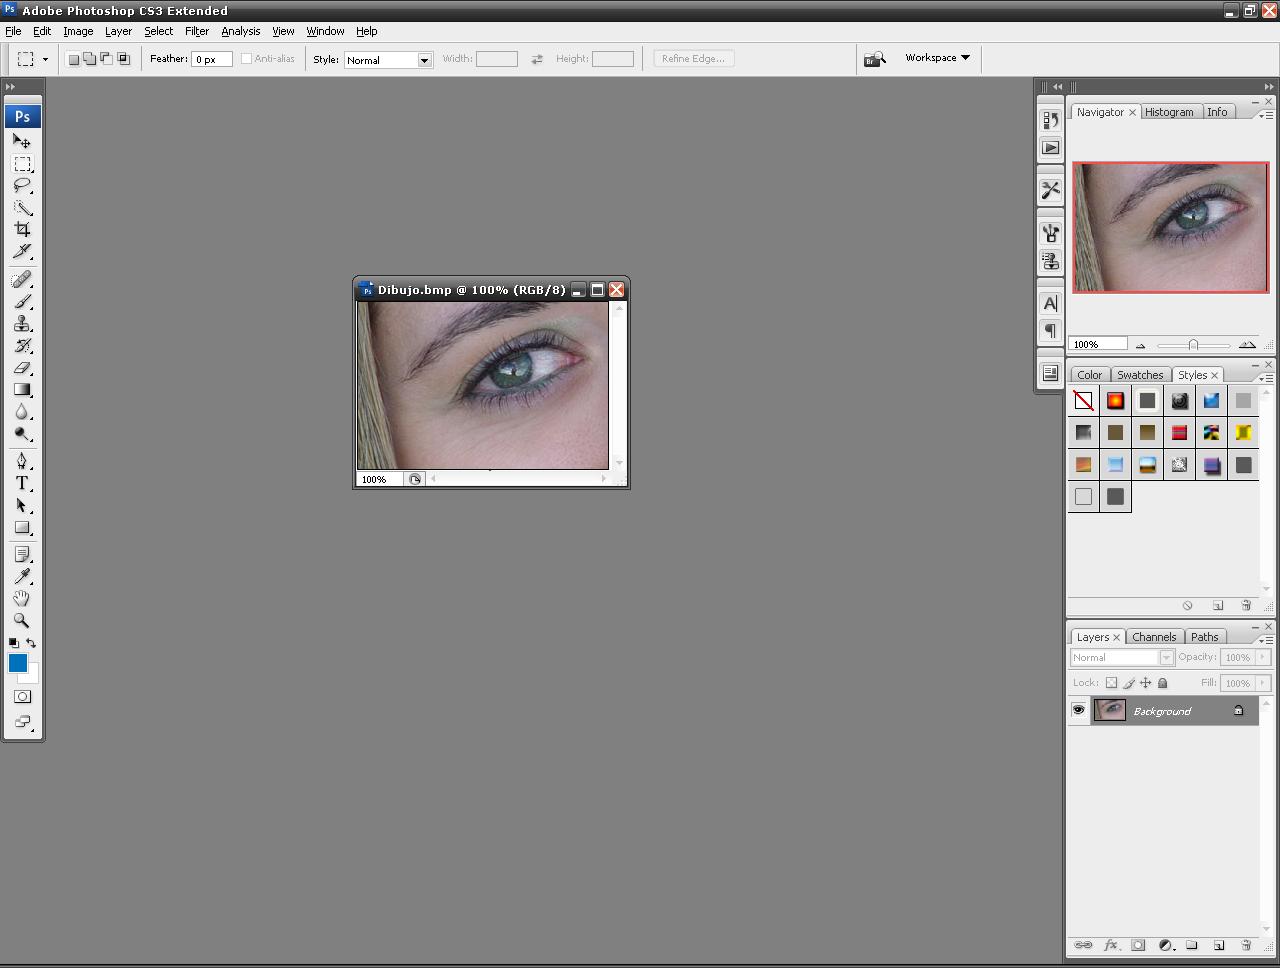 Adobe Photoshop CS3 Extended
File Edit Image Layer Select Filter Analysis View Window Help
Feather: 0 px Anti-alias Style: Normal Width: Height: Refine Edge... Br Workspace
Ps
Navigator Histogram Info
100%
Dibujo.bmp @ 100% (RGB/8)
100%
Color Swatches Styles
Layers Channels Paths
Normal Opacity: 100%
Lock: Fill: 100%
Background